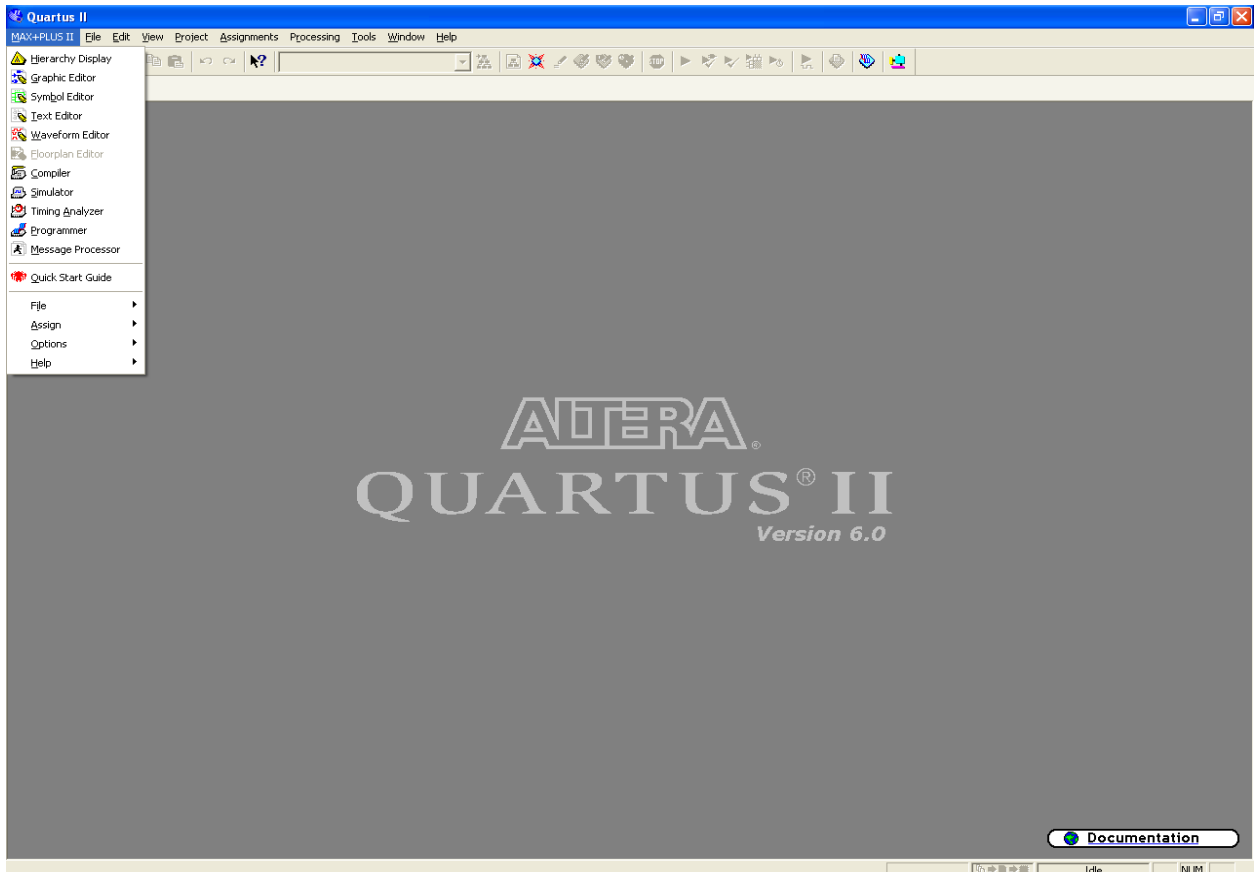 Quartus II
MAX+PLUS II File Edit View Project Assignments Processing Tools Window Help
Hierarchy Display
Graphic Editor
Symbol Editor
Text Editor
Waveform Editor
Floorplan Editor
Compiler
Simulator
Timing Analyzer
Programmer
Message Processor
Quick Start Guide
File
Assign
Options
Help
STOP
ALTERA®
QUARTUS® II
Version 6.0
Documentation
Idle NUM